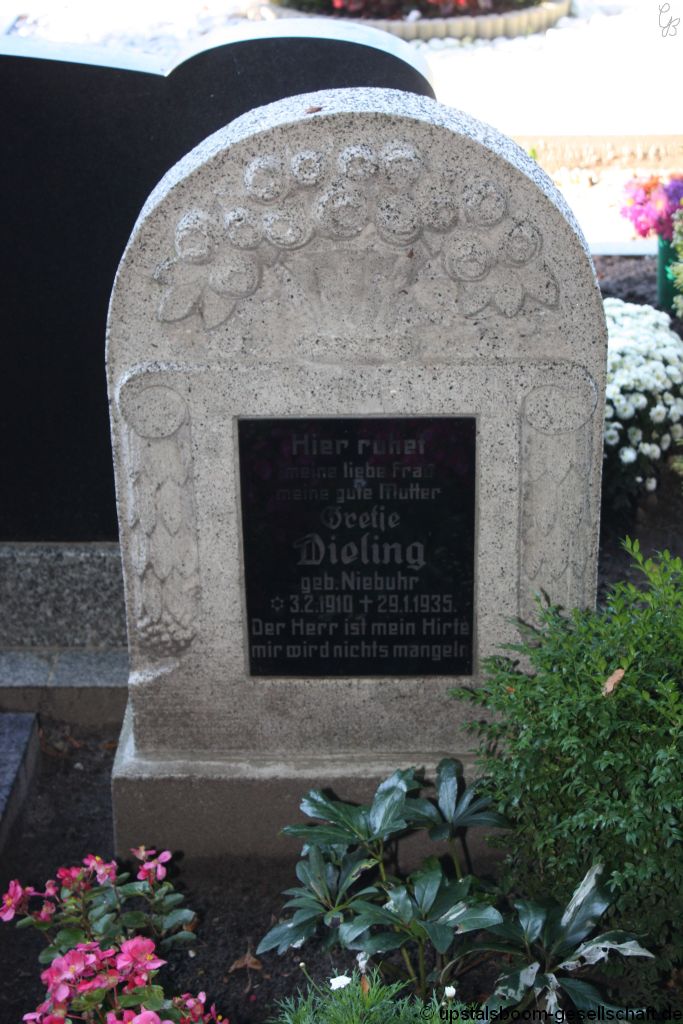 Hier ruhet
meine liebe Frau
meine gute Mutter
Gretje
Dieling
geb. Niebuhr
✡ 3.2.1910 ✝ 29.1.1935.
Der Herr ist mein Hirte
mir wird nichts mangeln
GB
© upstalsboom-gesellschaft.de